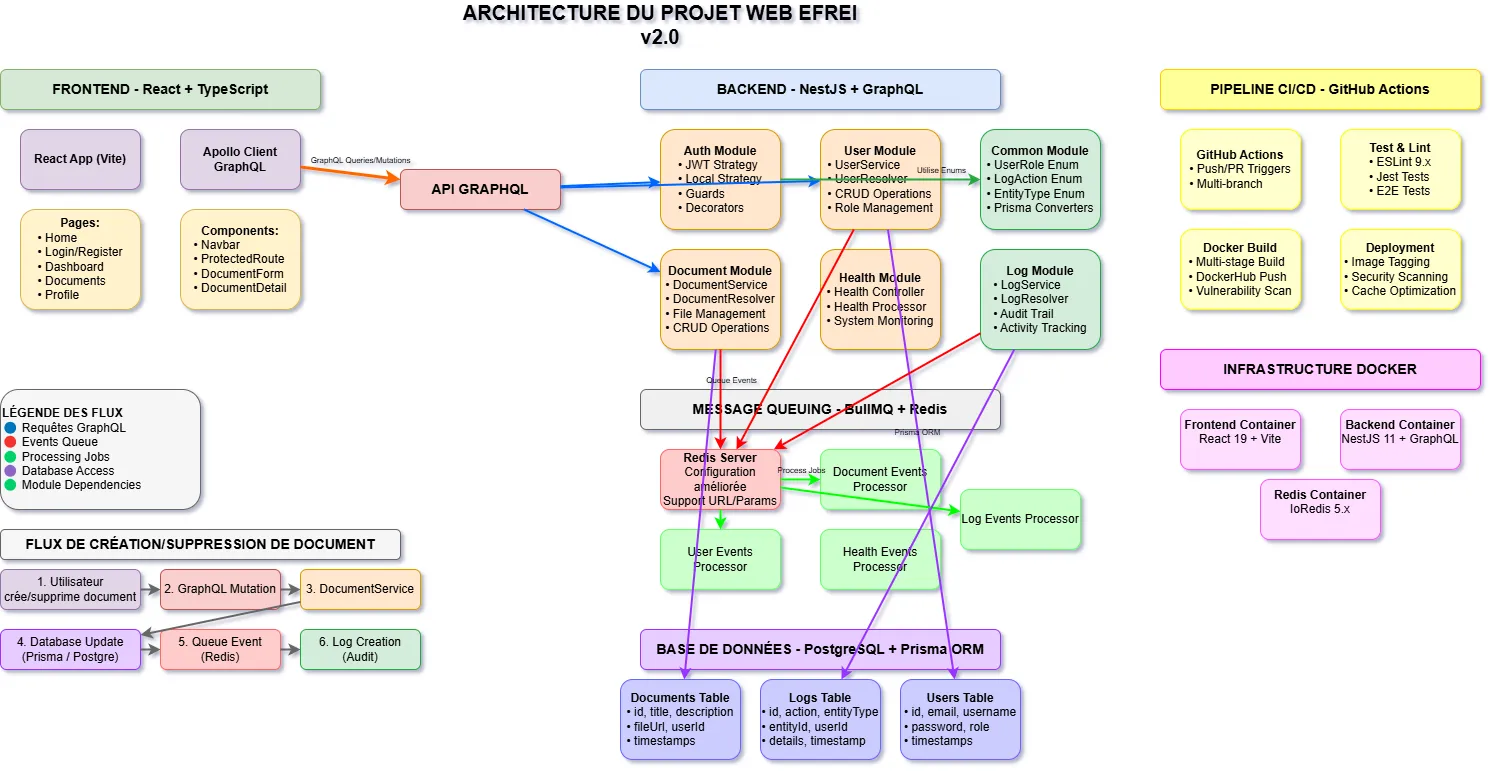 ARCHITECTURE DU PROJET WEB EFREI
v2.0
FRONTEND - React + TypeScript
React App (Vite)
Apollo Client
GraphQL
GraphQL Queries/Mutations
API GRAPHQL
Pages:
• Home
• Login/Register
• Dashboard
• Documents
• Profile
Components:
• Navbar
• ProtectedRoute
• DocumentForm
• DocumentDetail
BACKEND - NestJS + GraphQL
Auth Module
• JWT Strategy
• Local Strategy
• Guards
• Decorators
User Module
• UserService
• UserResolver
• CRUD Operations
• Role Management
Utilise Enums
Common Module
• UserRole Enum
• LogAction Enum
• EntityType Enum
• Prisma Converters
Document Module
• DocumentService
• DocumentResolver
• File Management
• CRUD Operations
Health Module
• Health Controller
• Health Processor
• System Monitoring
Log Module
• LogService
• LogResolver
• Audit Trail
• Activity Tracking
Queue Events
MESSAGE QUEUING - BullMQ + Redis
Prisma ORM
Redis Server
Configuration
améliorée
Support URL/Params
Process Jobs
Document Events
Processor
Log Events Processor
User Events
Processor
Health Events
Processor
BASE DE DONNÉES - PostgreSQL + Prisma ORM
Documents Table
• id, title, description
• fileUrl, userId
• timestamps
Logs Table
• id, action, entityType
• entityId, userId
• details, timestamp
Users Table
• id, email, username
• password, role
• timestamps
PIPELINE CI/CD - GitHub Actions
GitHub Actions
• Push/PR Triggers
• Multi-branch
Test & Lint
• ESLint 9.x
• Jest Tests
• E2E Tests
Docker Build
• Multi-stage Build
• DockerHub Push
• Vulnerability Scan
Deployment
• Image Tagging
• Security Scanning
• Cache Optimization
INFRASTRUCTURE DOCKER
Frontend Container
React 19 + Vite
Backend Container
NestJS 11 + GraphQL
Redis Container
IoRedis 5.x
LÉGENDE DES FLUX
Requêtes GraphQL
Events Queue
Processing Jobs
Database Access
Module Dependencies
FLUX DE CRÉATION/SUPPRESSION DE DOCUMENT
1. Utilisateur
crée/supprime document
2. GraphQL Mutation
3. DocumentService
4. Database Update
(Prisma / Postgre)
5. Queue Event
(Redis)
6. Log Creation
(Audit)